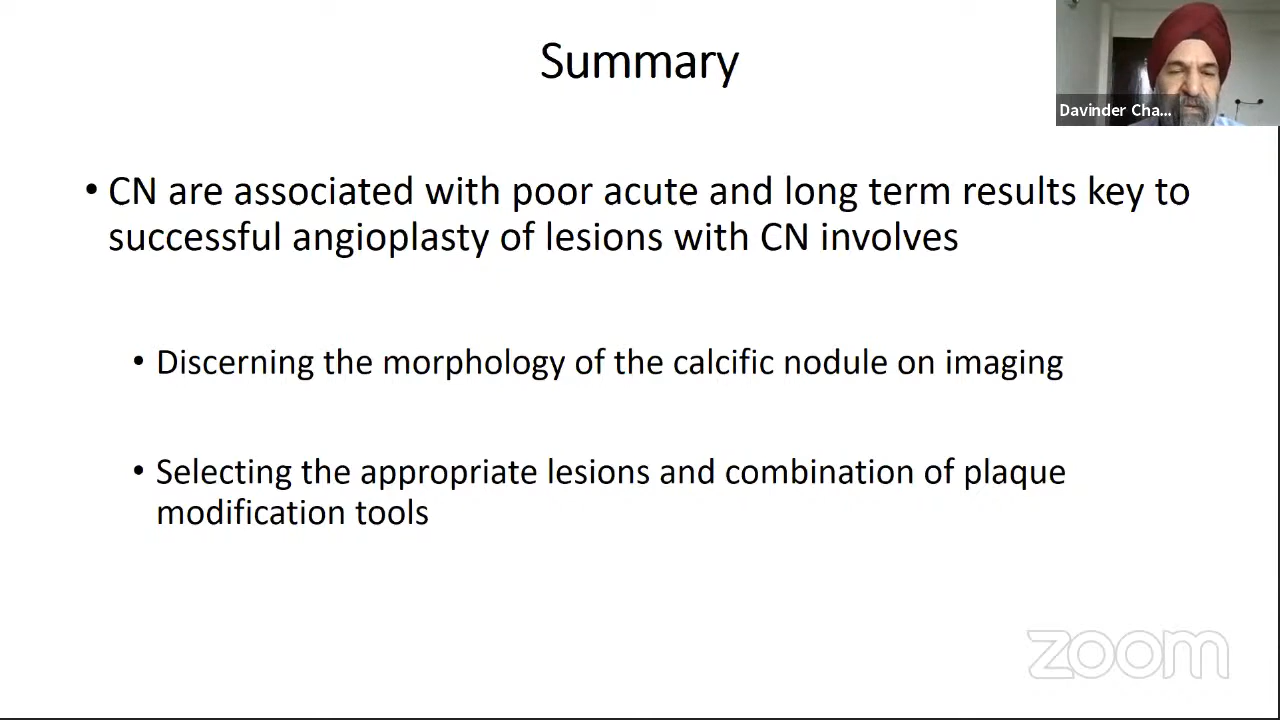 Summary
Davinder Cha...
• CN are associated with poor acute and long term results key to
successful angioplasty of lesions with CN involves
• Discerning the morphology of the calcific nodule on imaging
• Selecting the appropriate lesions and combination of plaque
modification tools
zoom